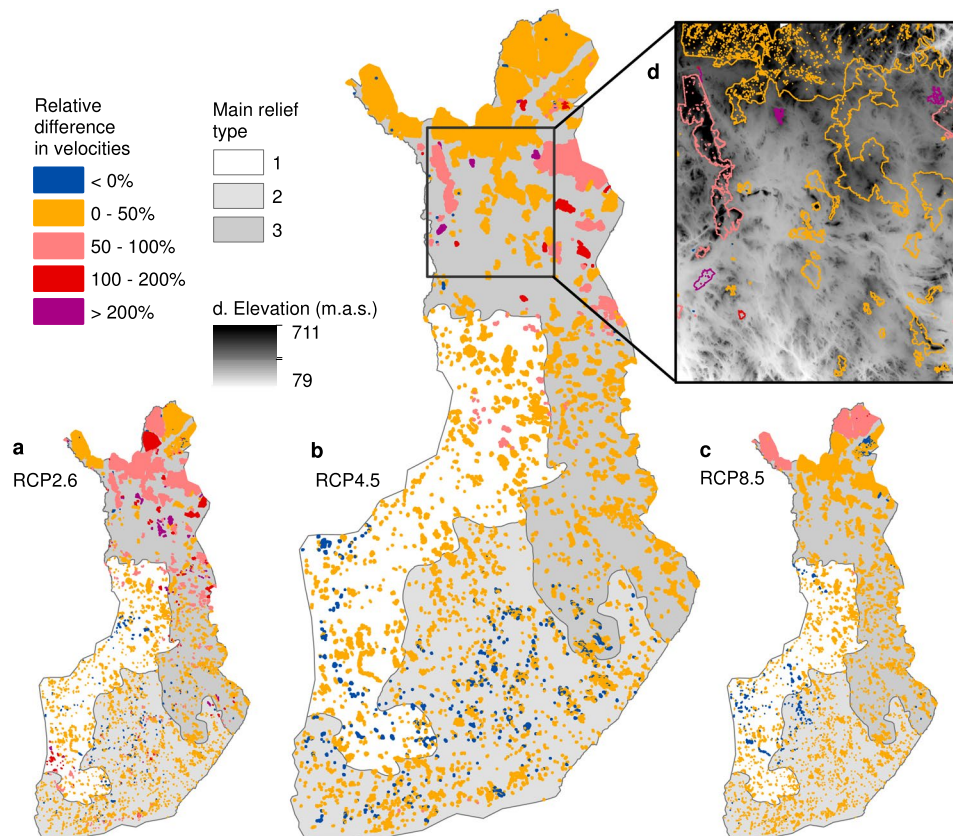 Relative
difference
in velocities
< 0%
0 - 50%
50 - 100%
100 - 200%
> 200%
Main relief
type
1
2
3
d. Elevation (m.a.s.)
711
79
d
a
RCP2.6
b
RCP4.5
c
RCP8.5